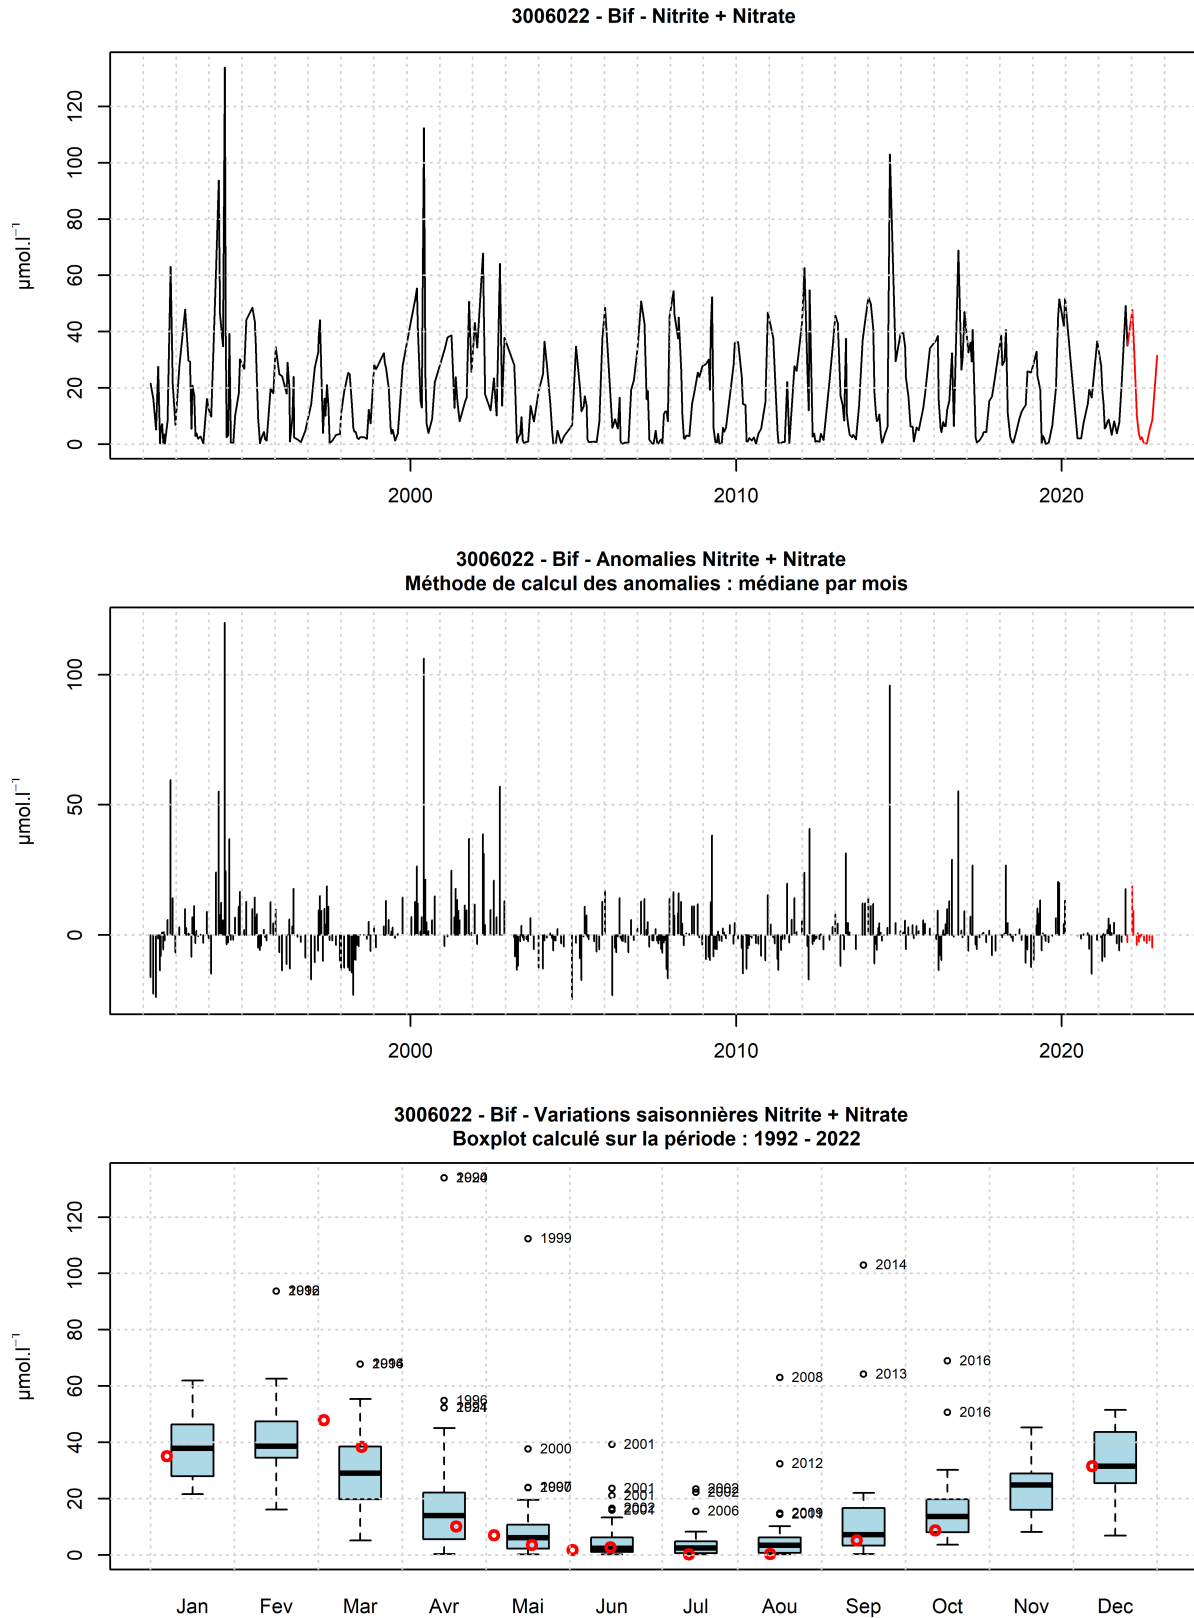 3006022 - Bif - Nitrite + Nitrate
µmol.l⁻¹
0 20 40 60 80 100 120
2000 2010 2020
3006022 - Bif - Anomalies Nitrite + Nitrate
Méthode de calcul des anomalies : médiane par mois
µmol.l⁻¹
0 50 100
2000 2010 2020
3006022 - Bif - Variations saisonnières Nitrite + Nitrate
Boxplot calculé sur la période : 1992 - 2022
µmol.l⁻¹
0 20 40 60 80 100 120
1999
2014
2016
2013
2008
2016
2000
2001
2012
2001
2001
2002
2006
Jan Fev Mar Avr Mai Jun Jul Aou Sep Oct Nov Dec